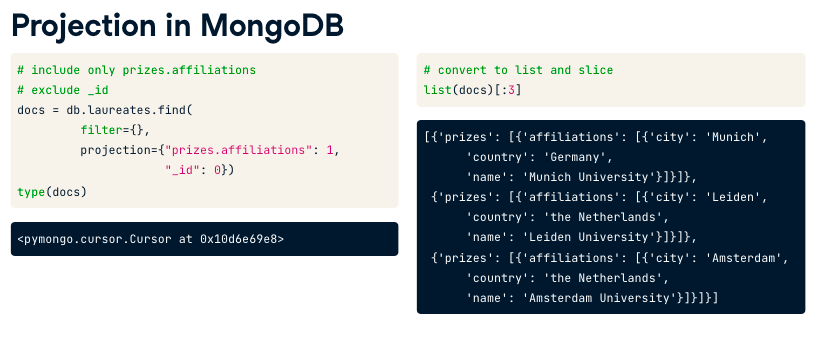 Projection in MongoDB
# include only prizes.affiliations
# exclude _id
docs = db.laureates.find(
         filter={},
         projection={"prizes.affiliations": 1,
                     "_id": 0})
type(docs)
<pymongo.cursor.Cursor at 0x10d6e69e8>
# convert to list and slice
list(docs)[:3]
[{'prizes': [{'affiliations': [{'city': 'Munich',
      'country': 'Germany',
      'name': 'Munich University'}]}]},
 {'prizes': [{'affiliations': [{'city': 'Leiden',
      'country': 'the Netherlands',
      'name': 'Leiden University'}]}]},
 {'prizes': [{'affiliations': [{'city': 'Amsterdam',
      'country': 'the Netherlands',
      'name': 'Amsterdam University'}]}]}]